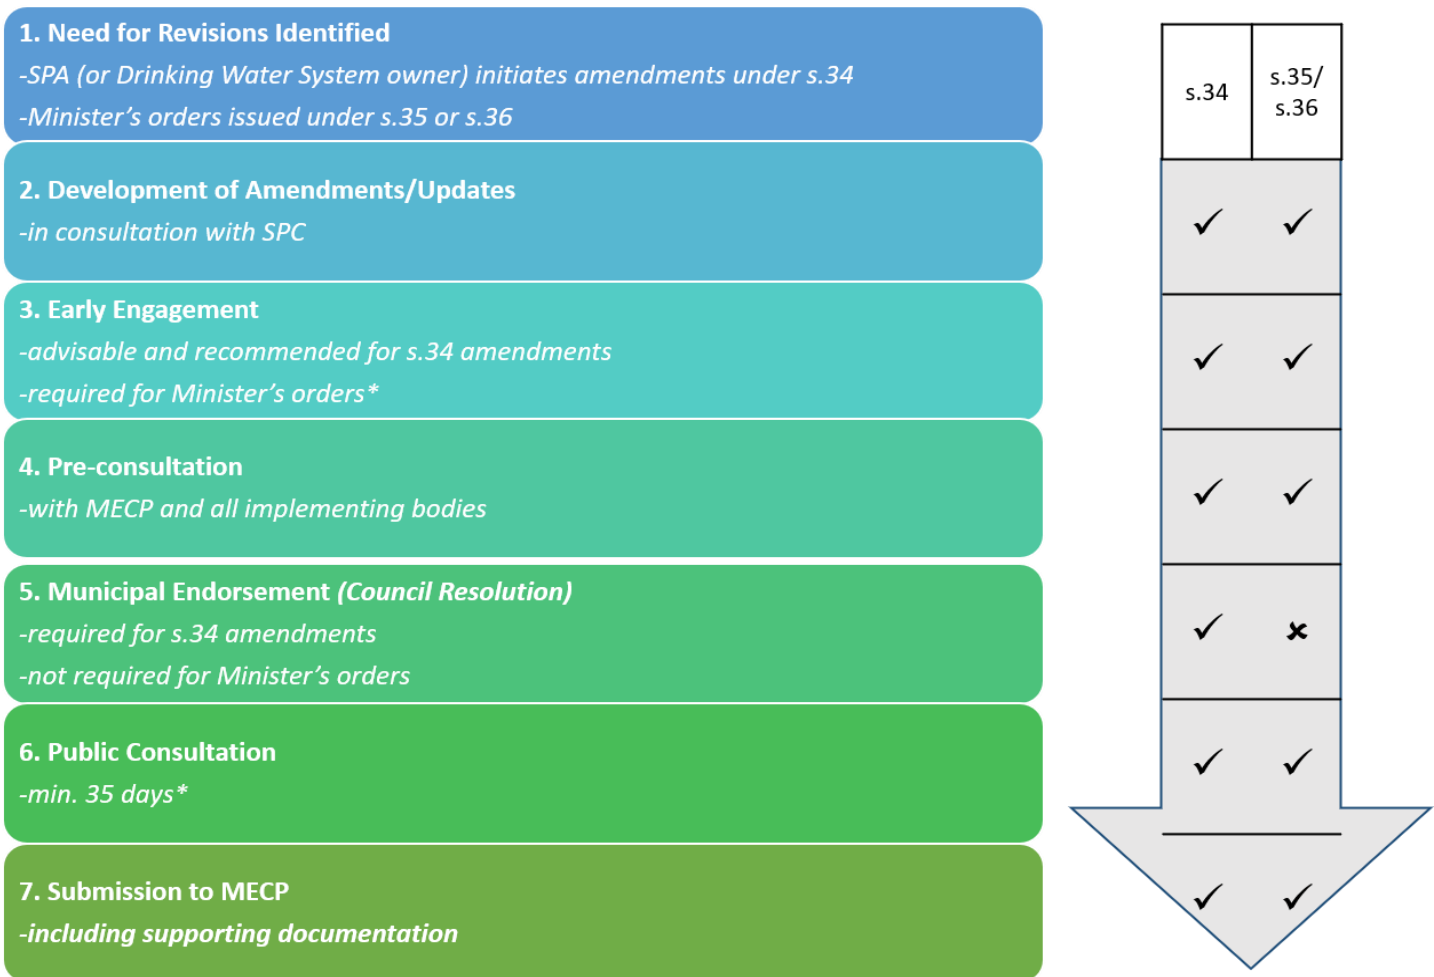 1. Need for Revisions Identified
-SPA (or Drinking Water System owner) initiates amendments under s.34
-Minister’s orders issued under s.35 or s.36
2. Development of Amendments/Updates
-in consultation with SPC
3. Early Engagement
-advisable and recommended for s.34 amendments
-required for Minister’s orders*
4. Pre-consultation
-with MECP and all implementing bodies
5. Municipal Endorsement (Council Resolution)
-required for s.34 amendments
-not required for Minister’s orders
6. Public Consultation
-min. 35 days*
7. Submission to MECP
-including supporting documentation
s.34
s.35/
s.36
✓ ✓
✓ ✓
✓ ✓
✓ ✗
✓ ✓
✓ ✓